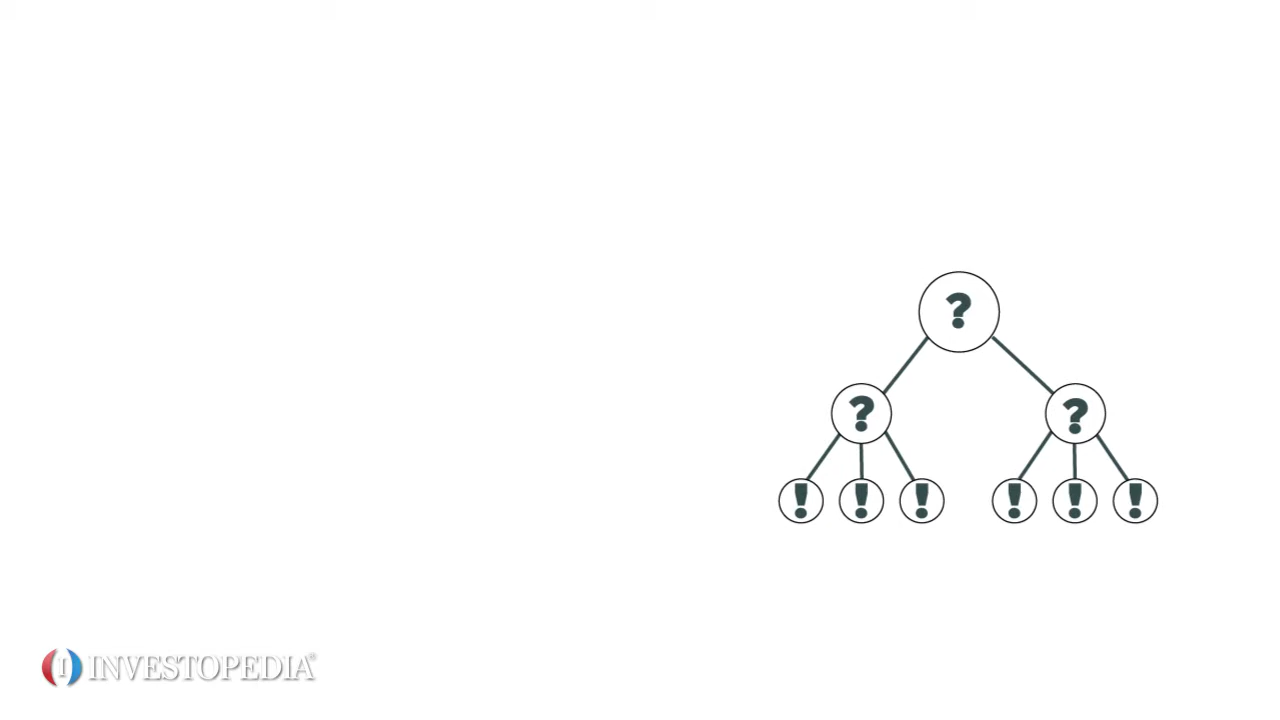 ?
? ?
! ! ! ! ! !
INVESTOPEDIA®